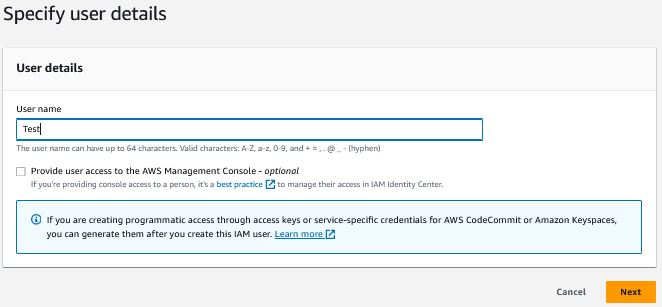 Specify user details
User details
User name
Test
The user name can have up to 64 characters. Valid characters: A-Z, a-z, 0-9, and + = , . @ _ - (hyphen)
Provide user access to the AWS Management Console - optional
If you're providing console access to a person, it's a best practice to manage their access in IAM Identity Center.
If you are creating programmatic access through access keys or service-specific credentials for AWS CodeCommit or Amazon Keyspaces,
you can generate them after you create this IAM user. Learn more
Cancel
Next